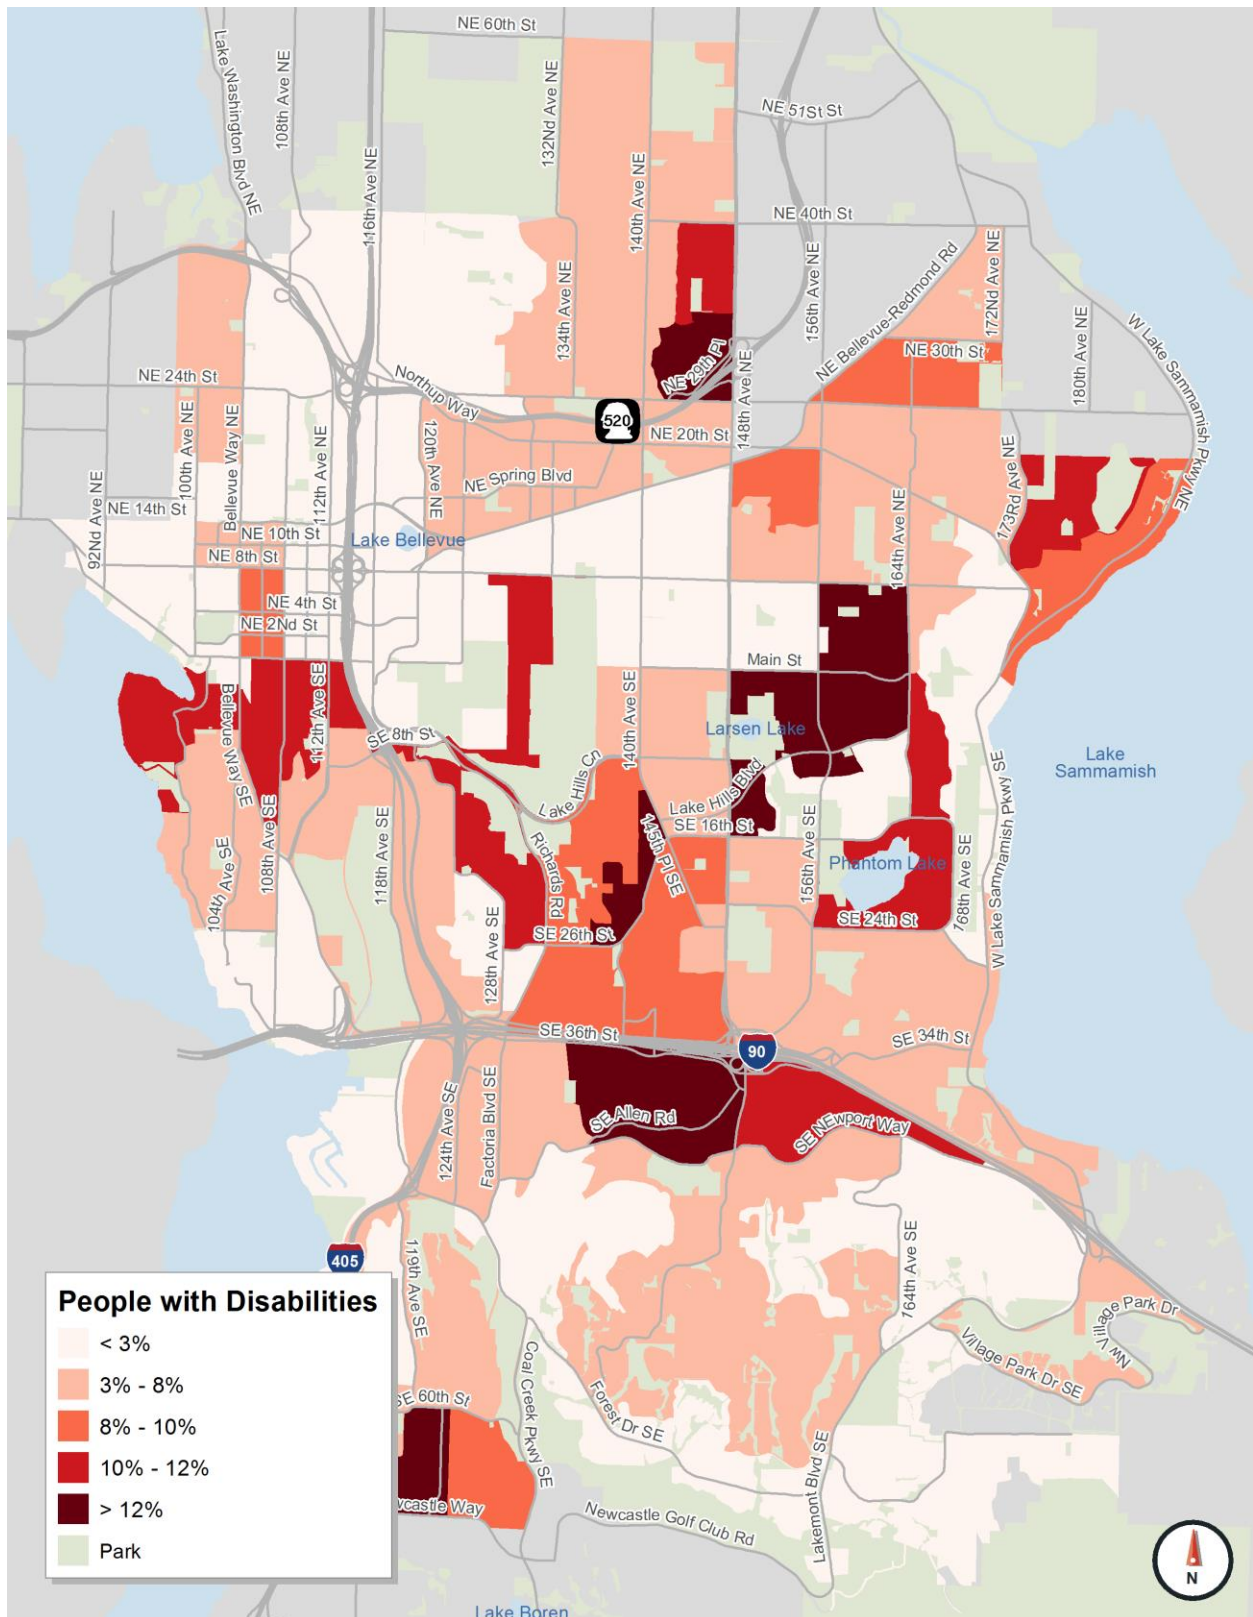 NE 60th St
Lake Washington Blvd NE
108th Ave NE
116th Ave NE
132Nd Ave NE
140th Ave NE
NE 51St St
NE 40th St
134th Ave NE
156th Ave NE
NE Bellevue-Redmond Rd
172Nd Ave NE
180th Ave NE
W Lake Sammamish Pkwy NE
NE 29th Pl
NE 30th St
148th Ave NE
NE 24th St
Northup Way
520
NE 20th St
100th Ave NE
Bellevue Way NE
112th Ave NE
120th Ave NE
NE Spring Blvd
92Nd Ave NE
NE 14th St
164th Ave NE
173Rd Ave NE
NE 10th St
Lake Bellevue
NE 8th St
NE 4th St
NE 2Nd St
Main St
Bellevue Way SE
112th Ave SE
SE 8th St
140th Ave SE
Larsen Lake
Lake
Sammamish
Lake Hills Cn
Lake Hills Blvd
SE 16th St
W Lake Sammamish Pkwy SE
104th Ave SE
108th Ave SE
118th Ave SE
Richards Rd
145th Pl SE
156th Ave SE
Phantom Lake
168th Ave SE
SE 24th St
SE 26th St
128th Ave SE
SE 36th St
90
SE 34th St
124th Ave SE
Factoria Blvd SE
SE Allen Rd
SE NEwport Way
405
119th Ave SE
164th Ave SE
Village Park Dr
NW Vi
Village Park Dr SE
Coal Creek Pkwy SE
Forest Dr SE
Lakemont Blvd SE
SE 60th St
wcastle Way
Newcastle Golf Club Rd
Lake Boren
People with Disabilities
< 3%
3% - 8%
8% - 10%
10% - 12%
> 12%
Park
N